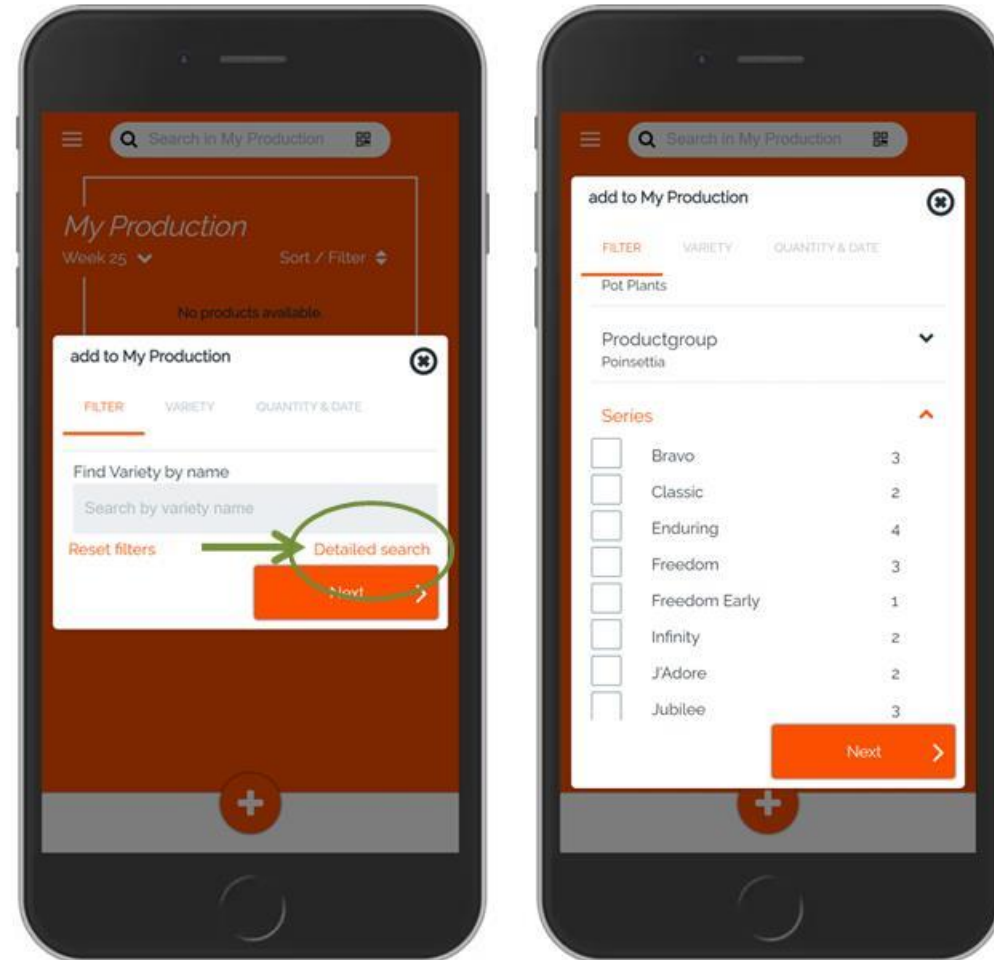 Search in My Production
My Production
Week 25
Sort / Filter
No products available.
add to My Production
FILTER VARIETY QUANTITY & DATE
Find Variety by name
Search by variety name
Reset filters
Detailed search
Next
Search in My Production
add to My Production
FILTER VARIETY QUANTITY & DATE
Pot Plants
Productgroup
Poinsettia
Series
Bravo 3
Classic 2
Enduring 4
Freedom 3
Freedom Early 1
Infinity 2
J'Adore 2
Jubilee 3
Next